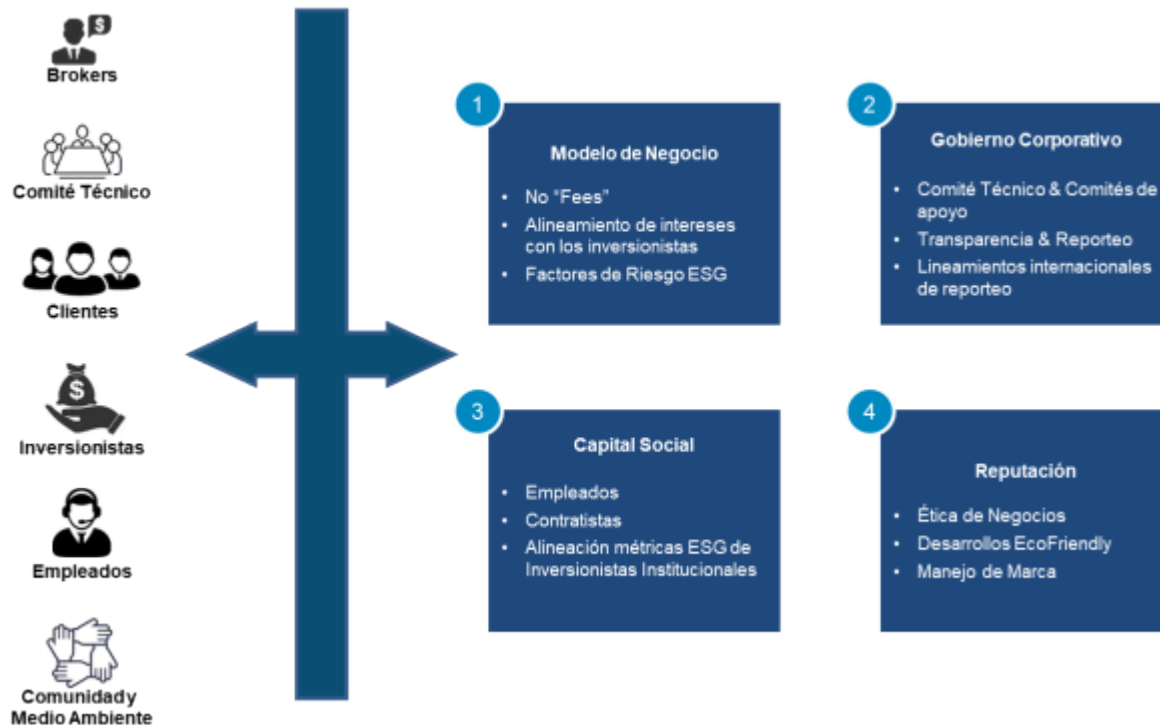 Brokers
Comité Técnico
Clientes
Inversionistas
Empleados
Comunidad y
Medio Ambiente
1
Modelo de Negocio
• No "Fees"
• Alineamiento de intereses
con los inversionistas
• Factores de Riesgo ESG
2
Gobierno Corporativo
• Comité Técnico & Comités de
apoyo
• Transparencia & Reporteo
• Lineamientos internacionales
de reporteo
3
Capital Social
• Empleados
• Contratistas
• Alineación métricas ESG de
Inversionistas Institucionales
4
Reputación
• Ética de Negocios
• Desarrollos EcoFriendly
• Manejo de Marca